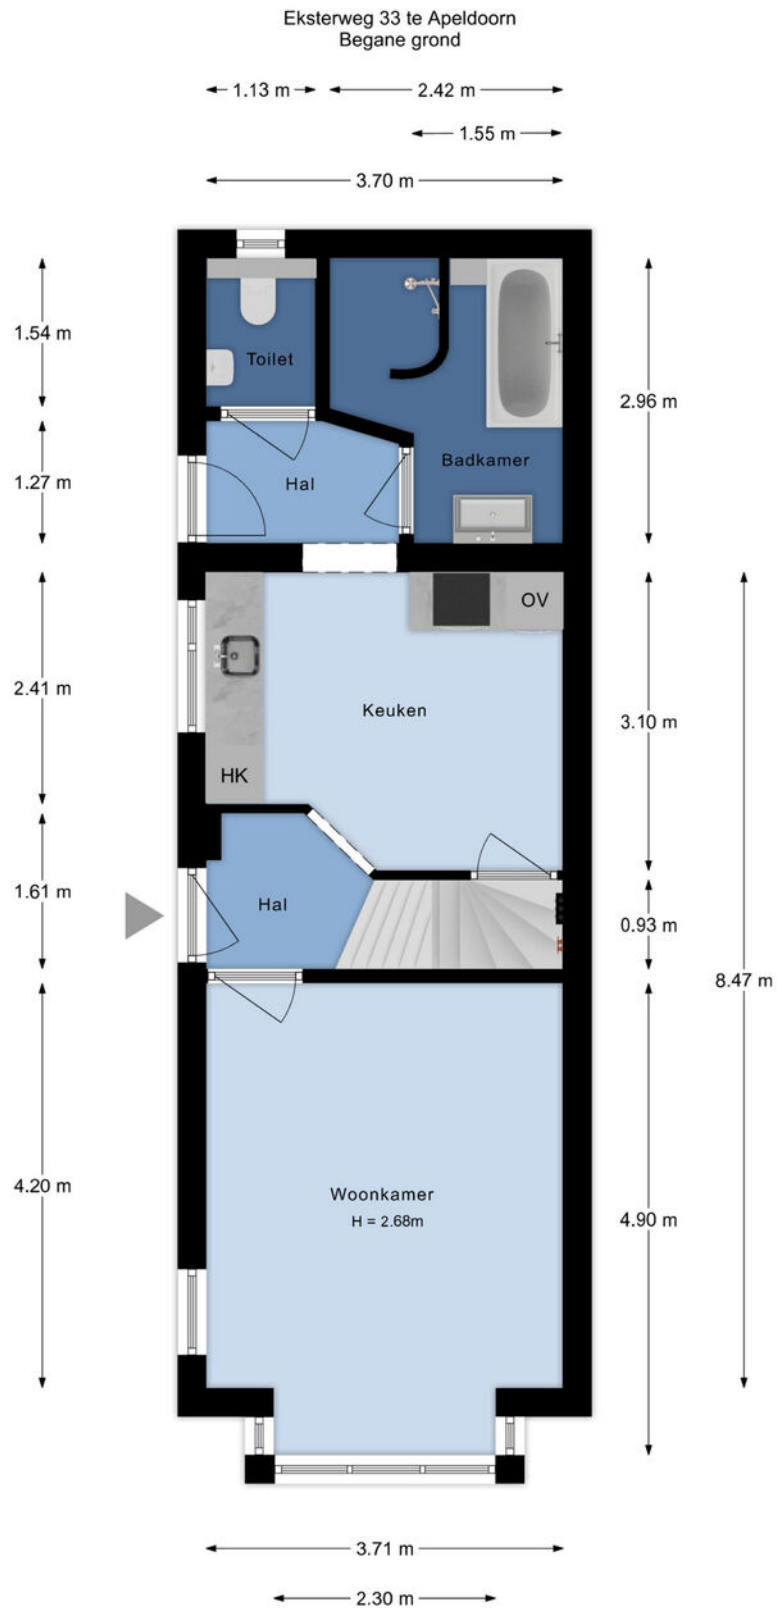 Eksterweg 33 te Apeldoorn
Begane grond
1.13 m
2.42 m
1.55 m
3.70 m
1.54 m
Toilet
2.96 m
Badkamer
1.27 m
Hal
OV
2.41 m
Keuken
3.10 m
HK
1.61 m
Hal
0.93 m
8.47 m
4.20 m
Woonkamer
H = 2.68m
4.90 m
3.71 m
2.30 m